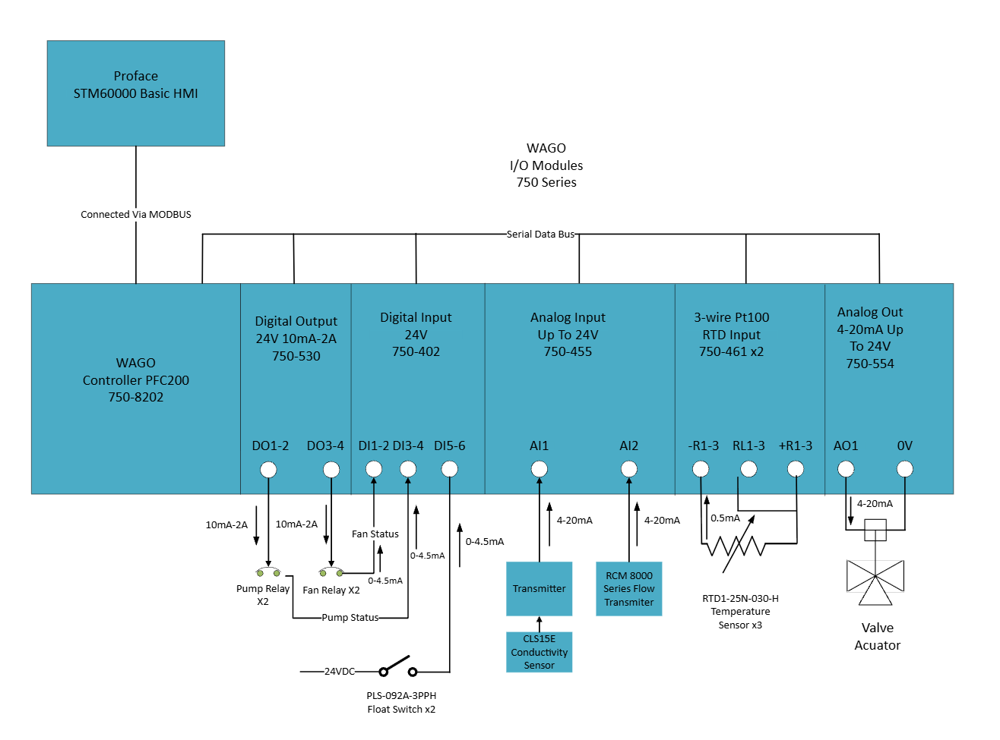 Proface
STM60000 Basic HMI
WAGO
I/O Modules
750 Series
Connected Via MODBUS
Serial Data Bus
WAGO
Controller PFC200
750-8202
Digital Output
24V 10mA-2A
750-530
Digital Input
24V
750-402
Analog Input
Up To 24V
750-455
3-wire Pt100
RTD Input
750-461 x2
Analog Out
4-20mA Up
To 24V
750-554
DO1-2
DO3-4
DI1-2
DI3-4
DI5-6
AI1
AI2
-R1-3
RL1-3
+R1-3
AO1
0V
10mA-2A
10mA-2A
Fan Status
0-4.5mA
0-4.5mA
0-4.5mA
4-20mA
4-20mA
0.5mA
4-20mA
Pump Relay
X2
Fan Relay X2
Pump Status
Transmitter
RCM 8000
Series Flow
Transmiter
CLS15E
Conductivity
Sensor
RTD1-25N-030-H
Temperature
Sensor x3
Valve
Acuator
24VDC
PLS-092A-3PPH
Float Switch x2